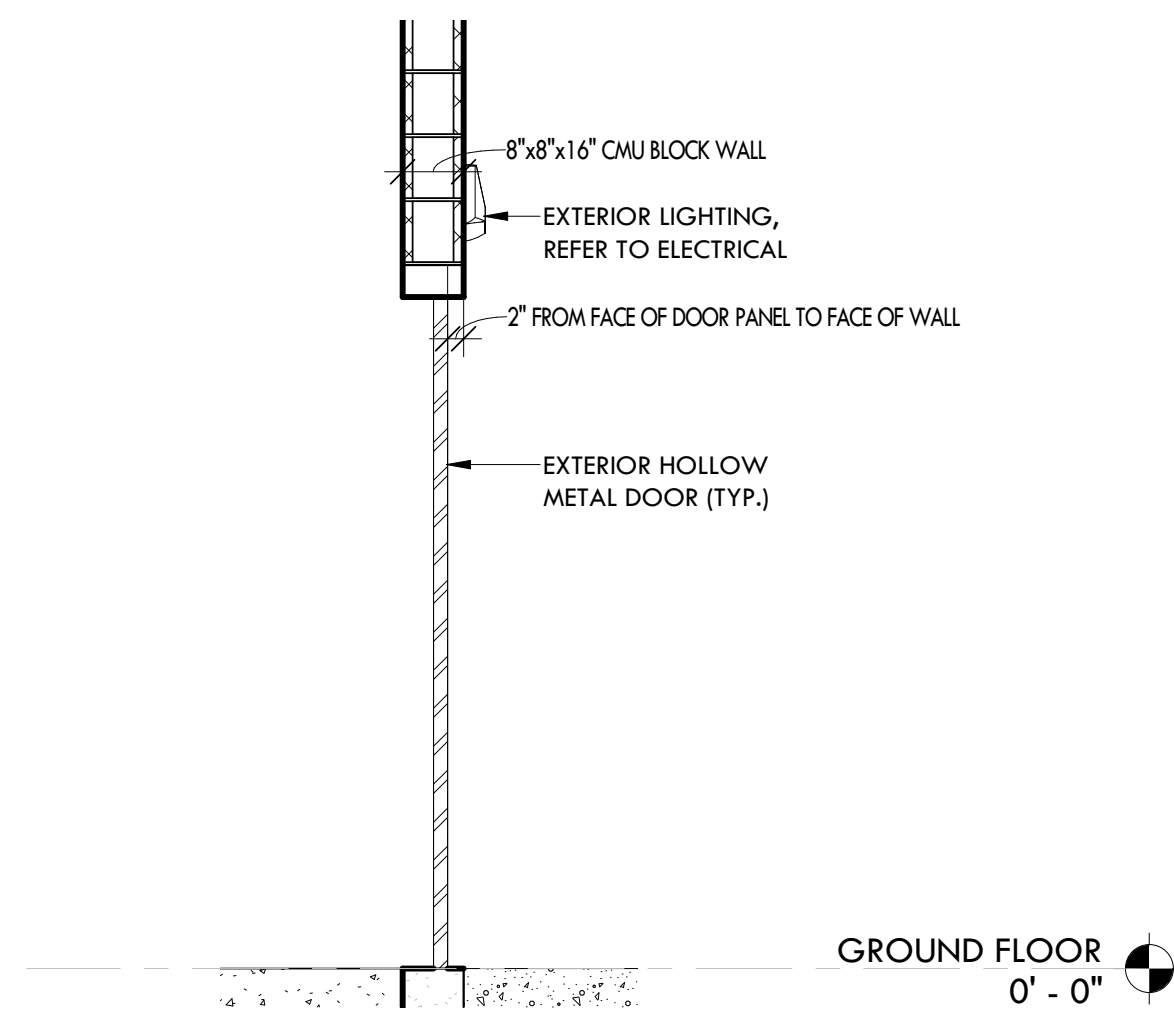 8"x8"x16" CMU BLOCK WALL
EXTERIOR LIGHTING,
REFER TO ELECTRICAL
2" FROM FACE OF DOOR PANEL TO FACE OF WALL
EXTERIOR HOLLOW
METAL DOOR (TYP.)
GROUND FLOOR
0' - 0"